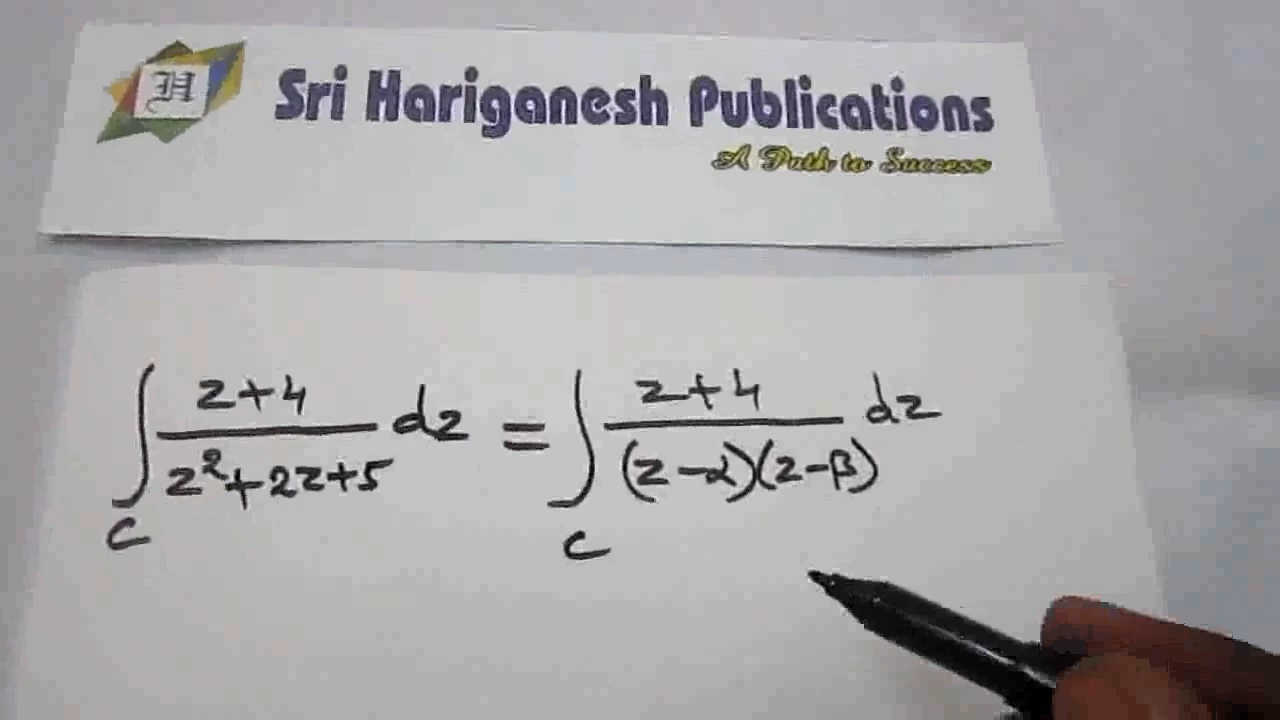 H
Sri Hariganesh Publications
A Path to Success
∫_C (z+4)/(z²+2z+5) dz = ∫_C (z+4)/((z-α)(z-β)) dz